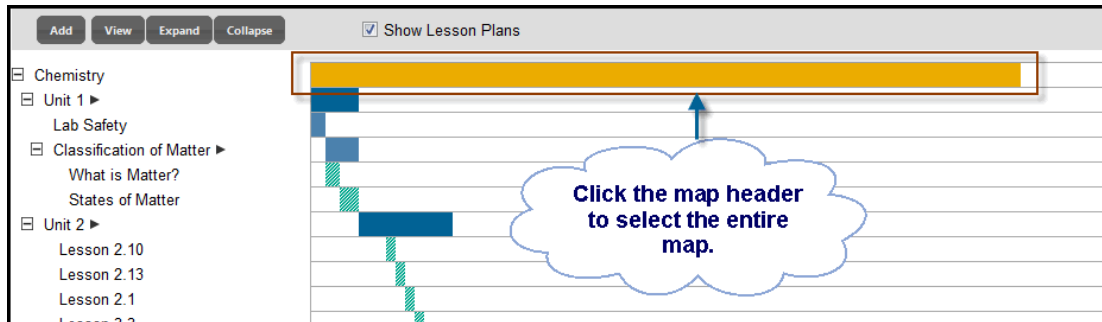 Add View Expand Collapse Show Lesson Plans
Chemistry
Unit 1
Lab Safety
Classification of Matter
What is Matter?
States of Matter
Unit 2
Lesson 2.10
Lesson 2.13
Lesson 2.1
Click the map header
to select the entire
map.